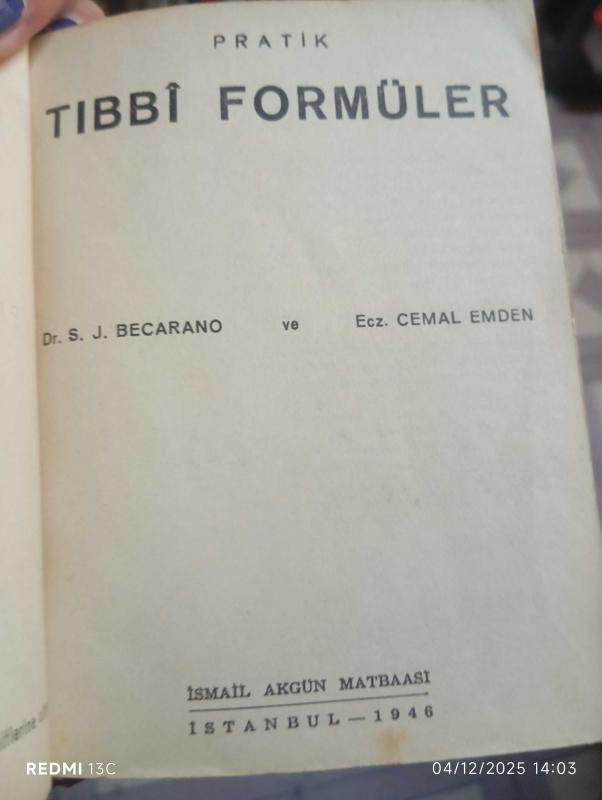 PRATİK
TIBBÎ FORMÜLER
Dr. S. J. BECARANO ve Ecz. CEMAL EMDEN
İSMAİL AKGÜN MATBAASI
İSTANBUL — 1946
REDMI 13C 04/12/2025 14:03